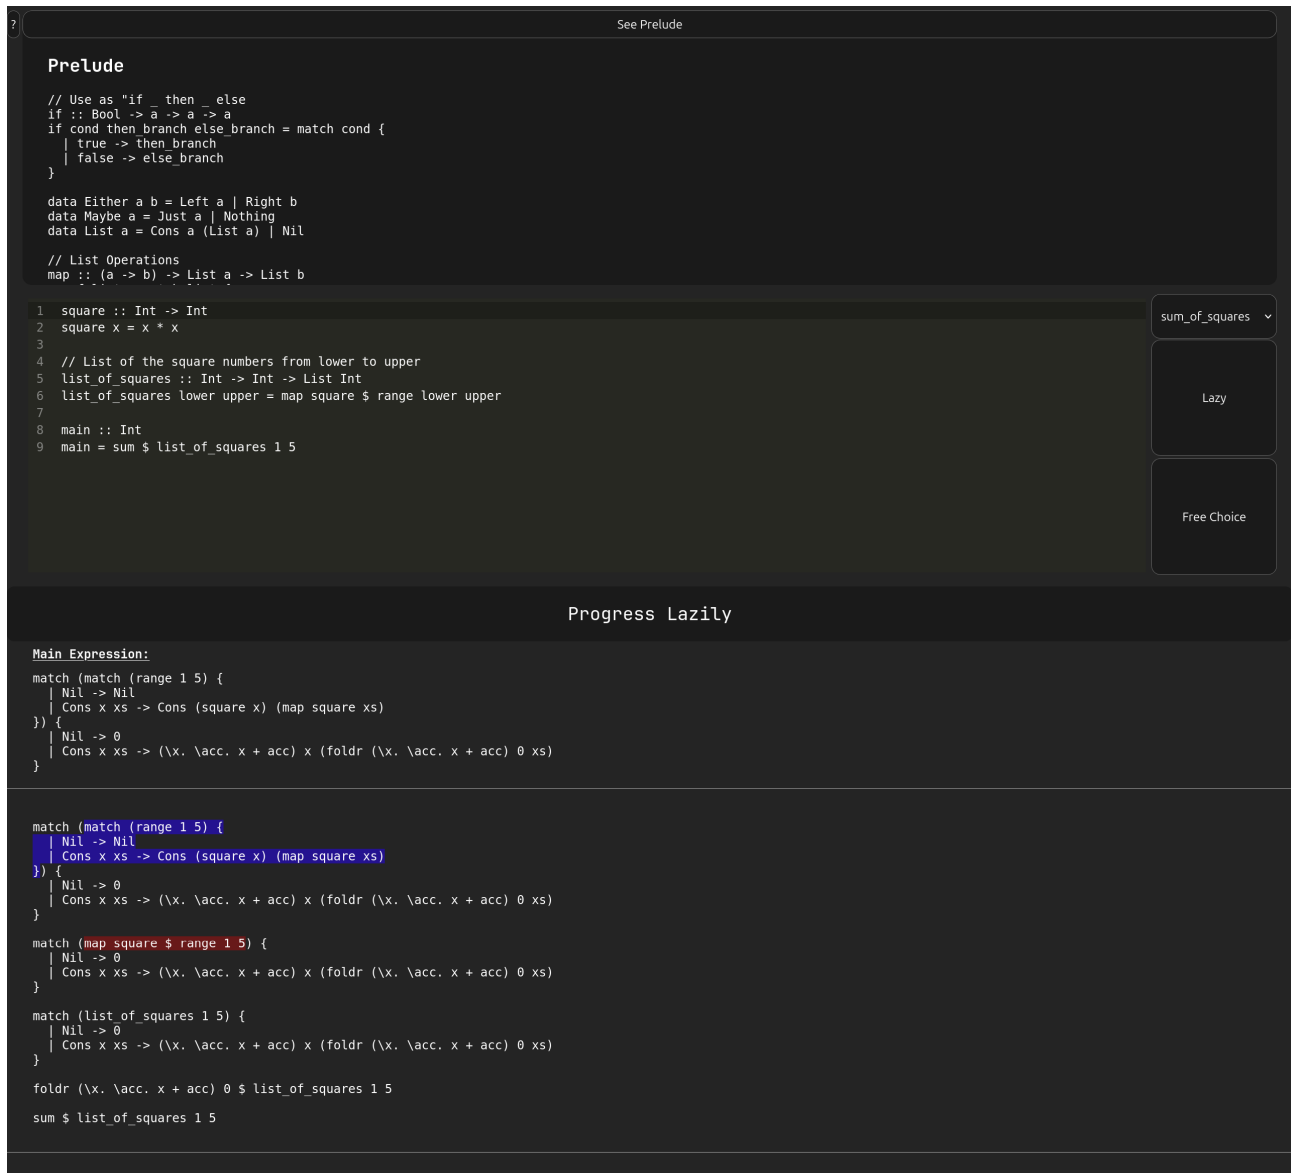 ?
See Prelude
Prelude
// Use as "if _ then _ else
if :: Bool -> a -> a -> a
if cond then_branch else_branch = match cond {
  | true -> then_branch
  | false -> else_branch
}
data Either a b = Left a | Right b
data Maybe a = Just a | Nothing
data List a = Cons a (List a) | Nil
// List Operations
map :: (a -> b) -> List a -> List b
1 square :: Int -> Int
2 square x = x * x
3
4 // List of the square numbers from lower to upper
5 list_of_squares :: Int -> Int -> List Int
6 list_of_squares lower upper = map square $ range lower upper
7
8 main :: Int
9 main = sum $ list_of_squares 1 5
sum_of_squares
Lazy
Free Choice
Progress Lazily
Main Expression:
match (match (range 1 5) {
  | Nil -> Nil
  | Cons x xs -> Cons (square x) (map square xs)
}) {
  | Nil -> 0
  | Cons x xs -> (\x. \acc. x + acc) x (foldr (\x. \acc. x + acc) 0 xs)
}
match (match (range 1 5) {
  | Nil -> Nil
  | Cons x xs -> Cons (square x) (map square xs)
}) {
  | Nil -> 0
  | Cons x xs -> (\x. \acc. x + acc) x (foldr (\x. \acc. x + acc) 0 xs)
}
match (map square $ range 1 5) {
  | Nil -> 0
  | Cons x xs -> (\x. \acc. x + acc) x (foldr (\x. \acc. x + acc) 0 xs)
}
match (list_of_squares 1 5) {
  | Nil -> 0
  | Cons x xs -> (\x. \acc. x + acc) x (foldr (\x. \acc. x + acc) 0 xs)
}
foldr (\x. \acc. x + acc) 0 $ list_of_squares 1 5
sum $ list_of_squares 1 5